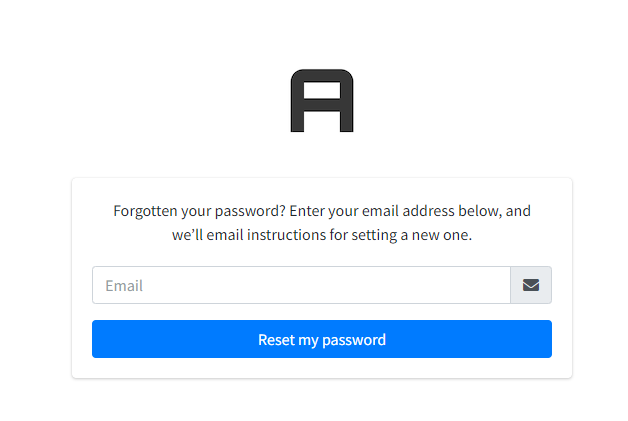 A
Forgotten your password? Enter your email address below, and
we’ll email instructions for setting a new one.
Email
Reset my password